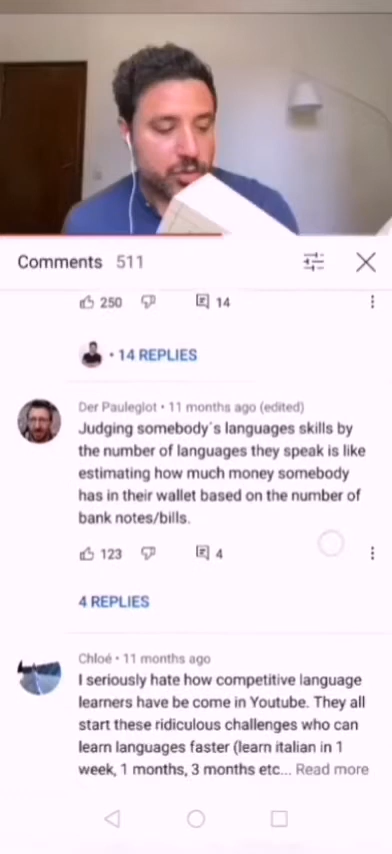 Comments 511
250 14
• 14 REPLIES
Der Pauleglot • 11 months ago (edited)
Judging somebody´s languages skills by
the number of languages they speak is like
estimating how much money somebody
has in their wallet based on the number of
bank notes/bills.
123 4
4 REPLIES
Chloé • 11 months ago
I seriously hate how competitive language
learners have be come in Youtube. They all
start these ridiculous challenges who can
learn languages faster (learn italian in 1
week, 1 months, 3 months etc... Read more